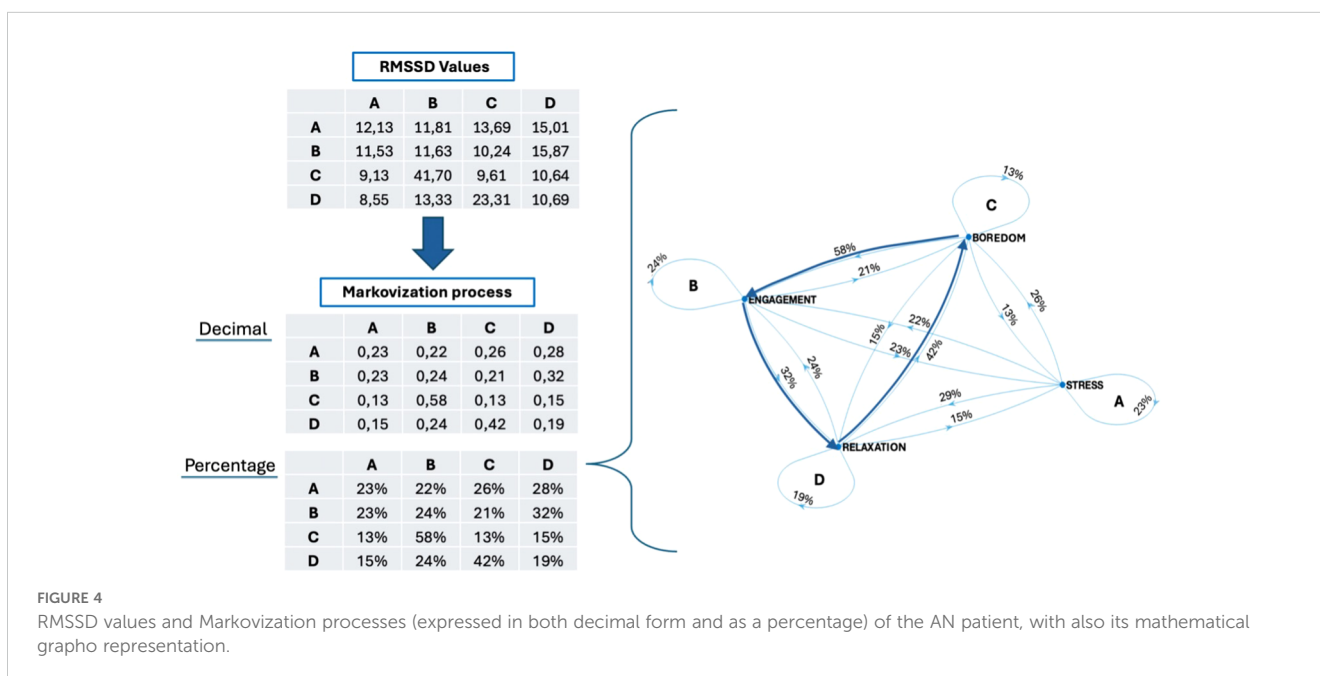 RMSSD Values
A B C D
A 12,13 11,81 13,69 15,01
B 11,53 11,63 10,24 15,87
C 9,13 41,70 9,61 10,64
D 8,55 13,33 23,31 10,69
Markovization process
Decimal
A B C D
A 0,23 0,22 0,26 0,28
B 0,23 0,24 0,21 0,32
C 0,13 0,58 0,13 0,15
D 0,15 0,24 0,42 0,19
Percentage
A B C D
A 23% 22% 26% 28%
B 23% 24% 21% 32%
C 13% 58% 13% 15%
D 15% 24% 42% 19%
13%
C
BOREDOM
58%
21%
24%
B
ENGAGEMENT
26%
13%
22%
15%
23%
42%
32%
24%
STRESS
A
23%
29%
15%
RELAXATION
D
19%
FIGURE 4
RMSSD values and Markovization processes (expressed in both decimal form and as a percentage) of the AN patient, with also its mathematical
grapho representation.